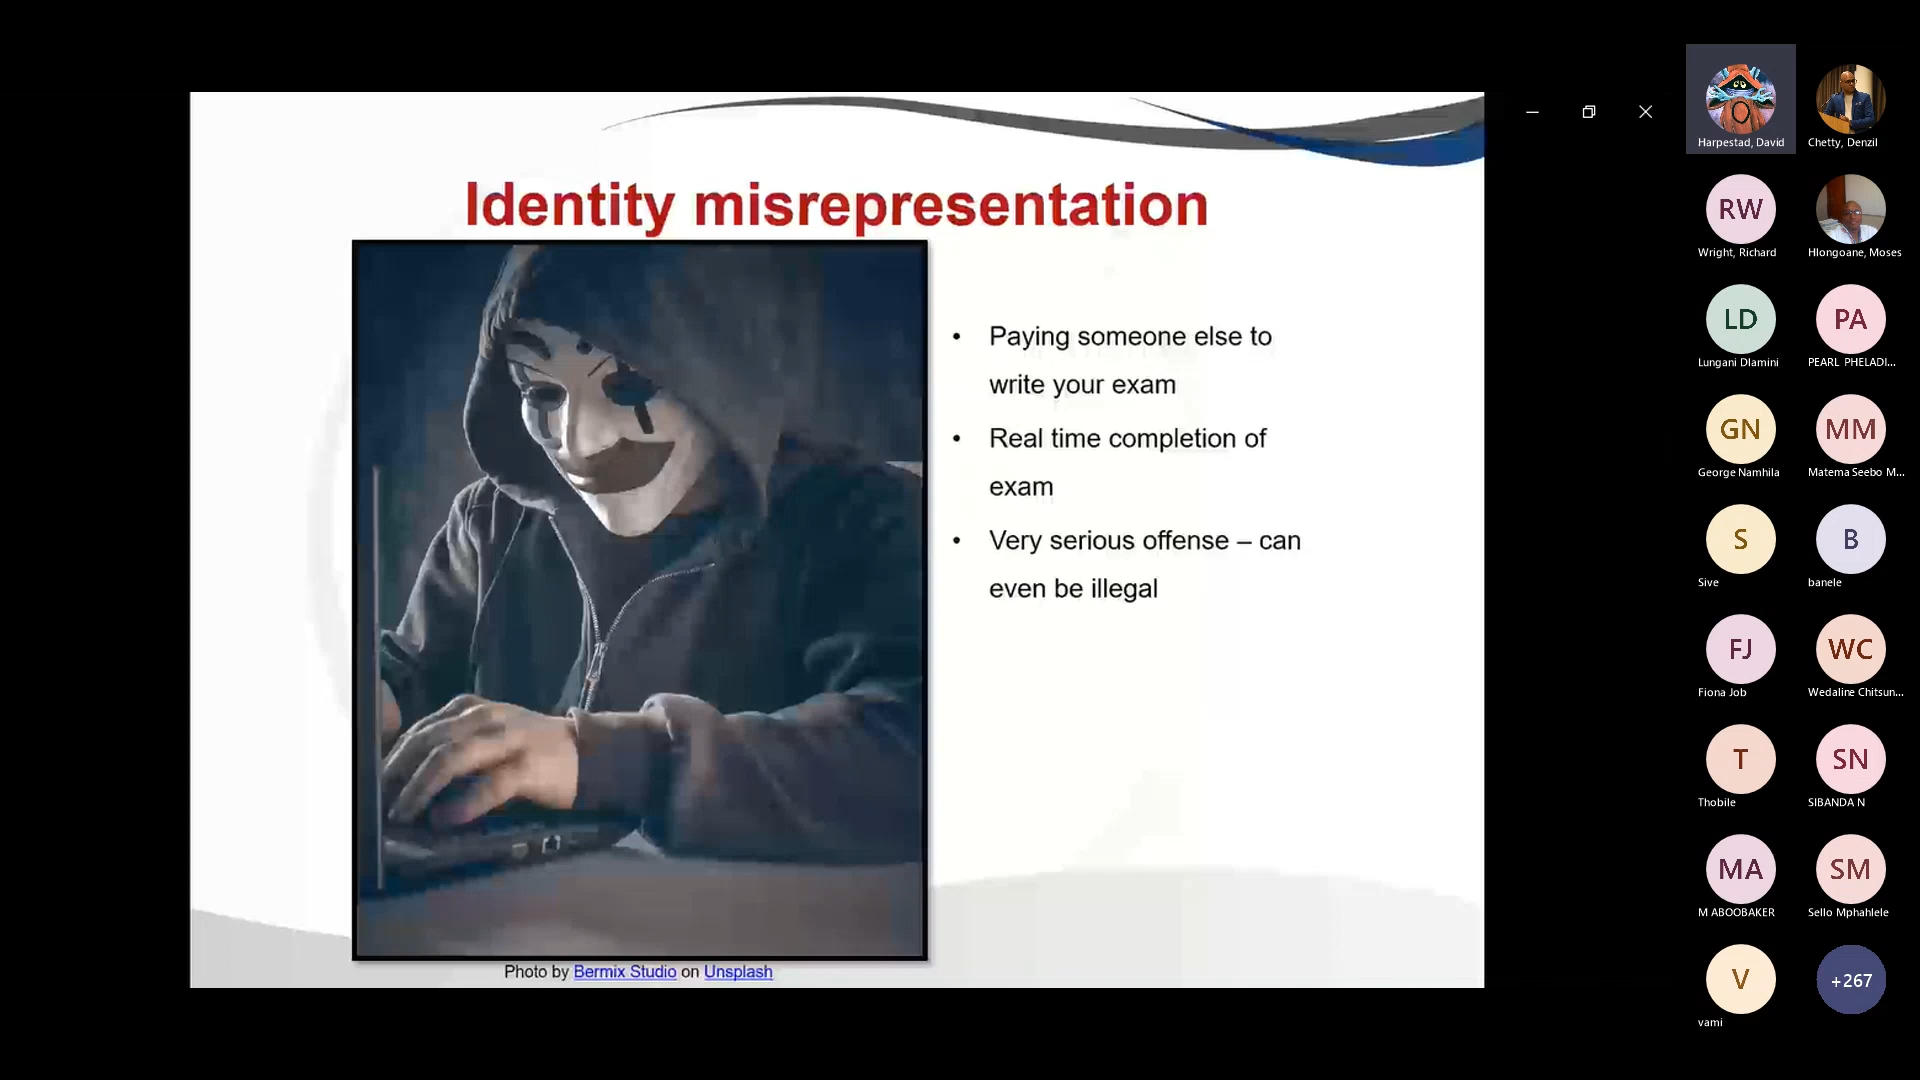 Identity misrepresentation
• Paying someone else to
write your exam
• Real time completion of
exam
• Very serious offense – can
even be illegal
Photo by Bermix Studio on Unsplash
Harpestad, David
Chetty, Denzil
RW
Wright, Richard
Hlongoane, Moses
LD
Lungani Dlamini
PA
PEARL PHELADI...
GN
George Namhila
MM
Matema Seebo M...
S
Sive
B
banele
FJ
Fiona Job
WC
Wedaline Chitsun...
T
Thobile
SN
SIBANDA N
MA
M ABOOBAKER
SM
Sello Mphahlele
V
vami
+267